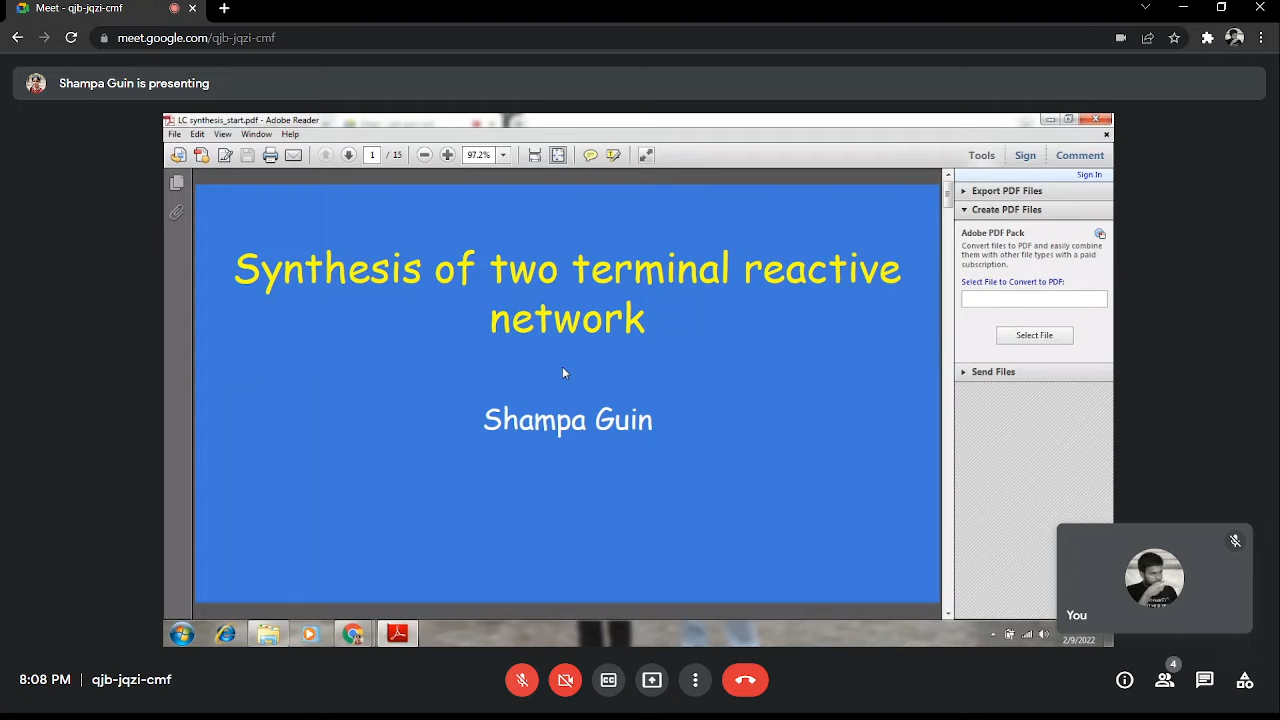 Meet - qjb-jqzi-cmf
meet.google.com/qjb-jqzi-cmf
Shampa Guin is presenting
LC synthesis_start.pdf - Adobe Reader
File Edit View Window Help
1 / 15 97.2% Tools Sign Comment
Sign In
Export PDF Files
Create PDF Files
Adobe PDF Pack
Convert files to PDF and easily combine
them with other file types with a paid
subscription.
Select File to Convert to PDF:
Select File
Send Files
Synthesis of two terminal reactive
network
Shampa Guin
You
2/9/2022
8:08 PM | qjb-jqzi-cmf
CC
4